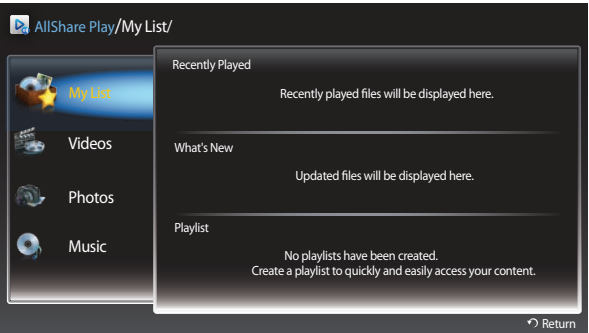 AllShare Play/My List/
My List
Videos
Photos
Music
Recently Played
Recently played files will be displayed here.
What's New
Updated files will be displayed here.
Playlist
No playlists have been created.
Create a playlist to quickly and easily access your content.
Return